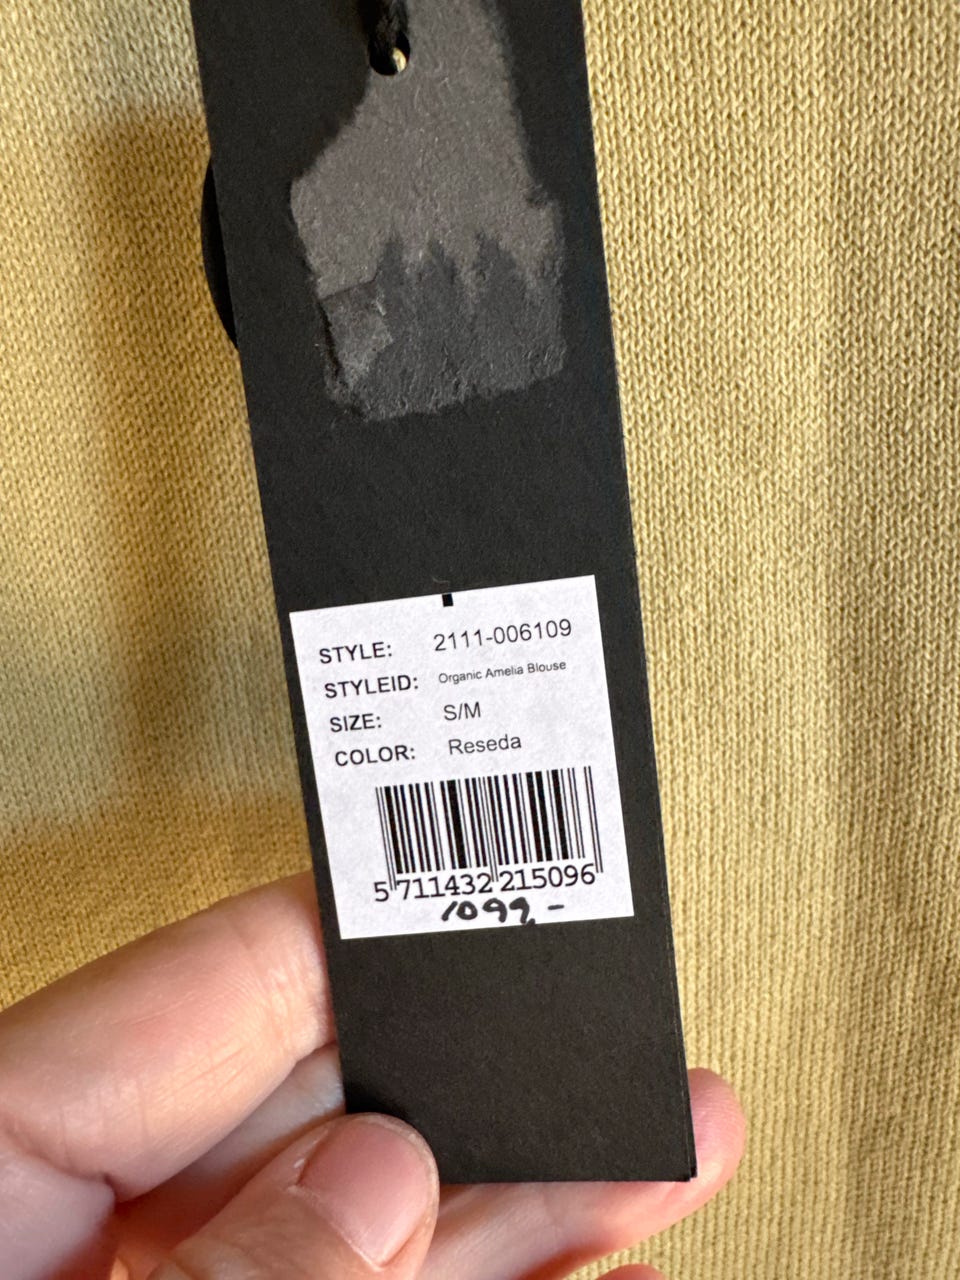 STYLE: 2111-006109
STYLEID: Organic Amelia Blouse
SIZE: S/M
COLOR: Reseda
5 711432 215096
1099,-